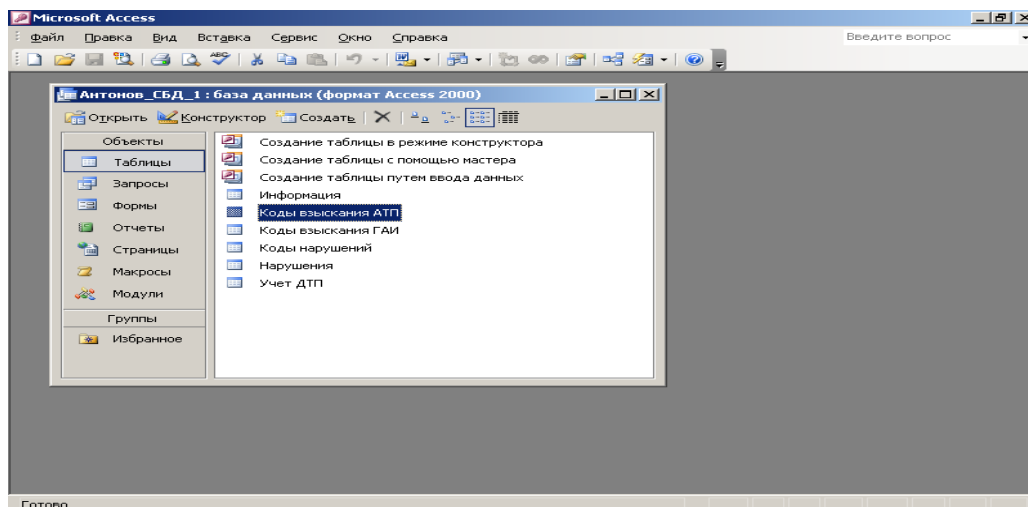 Microsoft Access
Файл Правка Вид Вставка Сервис Окно Справка Введите вопрос
Антонов_СБД_1 : база данных (формат Access 2000)
Открыть Конструктор Создать
Объекты
Таблицы
Запросы
Формы
Отчеты
Страницы
Макросы
Модули
Группы
Избранное
Создание таблицы в режиме конструктора
Создание таблицы с помощью мастера
Создание таблицы путем ввода данных
Информация
Коды взыскания АТП
Коды взыскания ГАИ
Коды нарушений
Нарушения
Учет ДТП
Готово